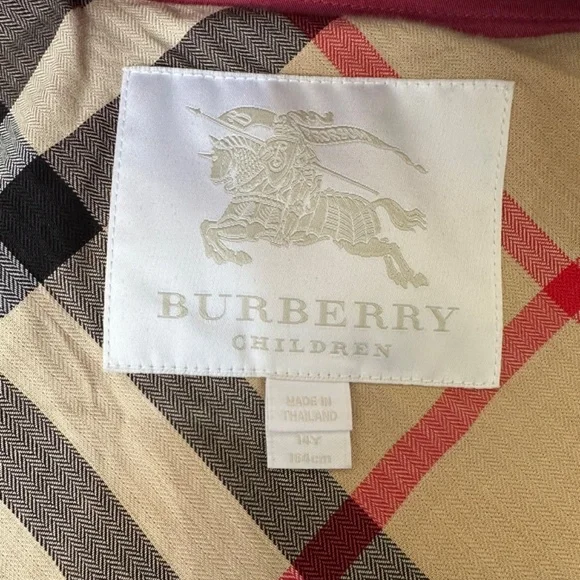 BURBERRY
CHILDREN
MADE IN
THAILAND
14Y
164cm